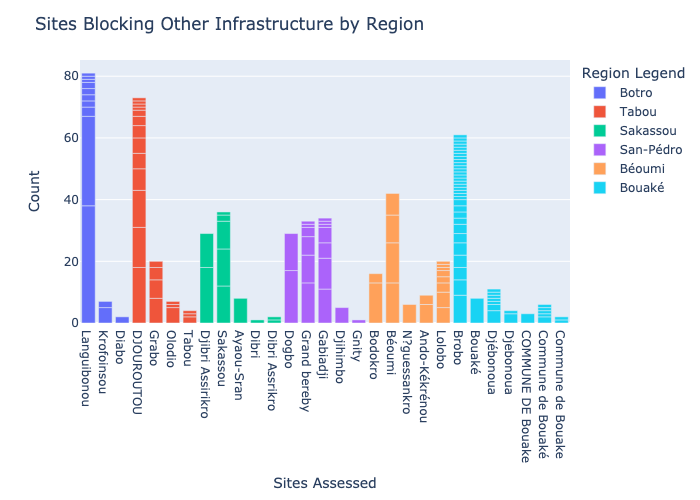 Sites Blocking Other Infrastructure by Region
Region Legend
Botro
Tabou
Sakassou
San-Pédro
Béoumi
Bouaké
Count
80
60
40
20
0
Languibonou
Krofoinsou
Diabo
DJOUROUTOU
Grabo
Olodio
Tabou
Djibri Assirikro
Sakassou
Ayaou-Sran
Dibri
Dibri Assrikro
Dogbo
Grand bereby
Gabiadji
Djihimbo
Gnity
Bodokro
Béoumi
N?guessankro
Ando-Kékrénou
Lolobo
Brobo
Bouaké
Djébonoua
Djebonoua
COMMUNE DE Bouake
Commune de Bouaké
Commune de Bouake
Sites Assessed